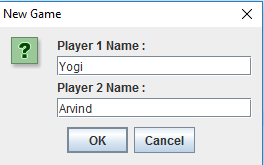 New Game
?
Player 1 Name :
Yogi
Player 2 Name :
Arvind
OK
Cancel